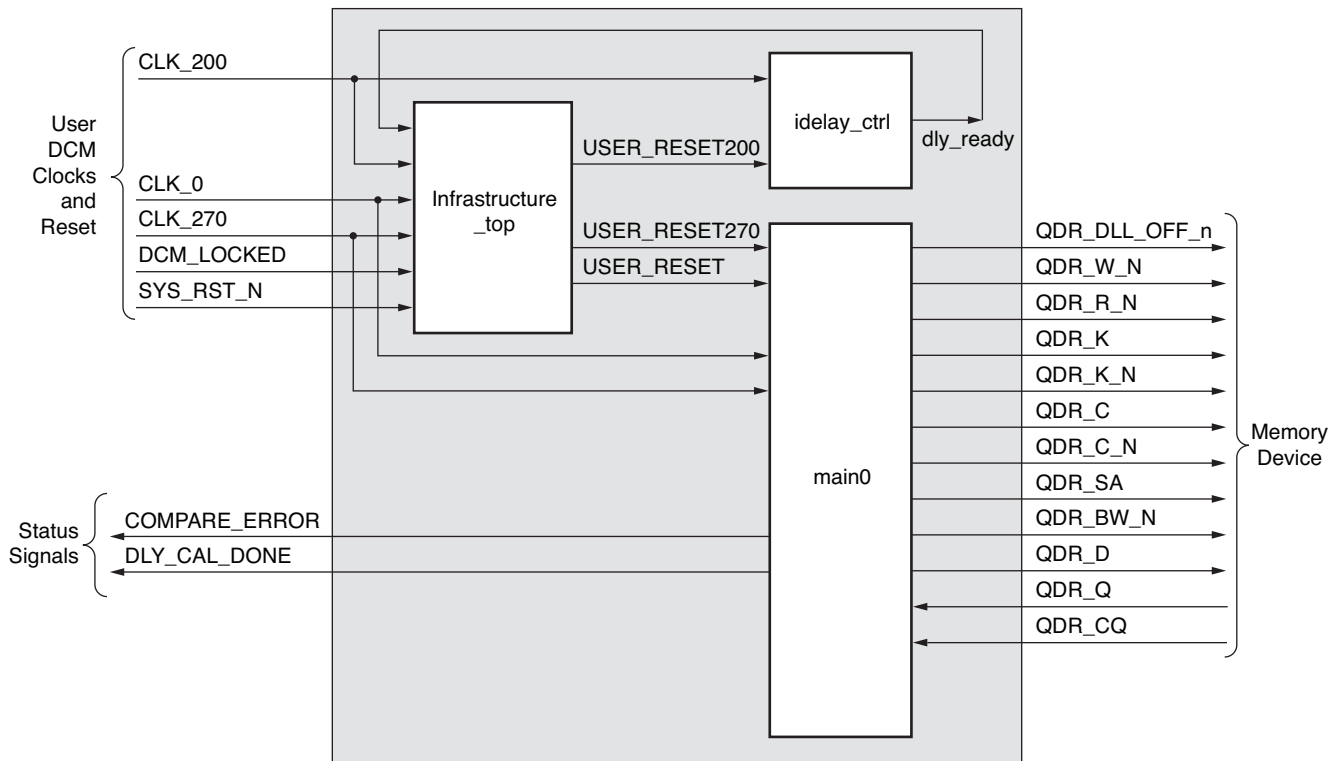 User
DCM
Clocks
and
Reset
CLK_200
CLK_0
CLK_270
DCM_LOCKED
SYS_RST_N
Infrastructure
_top
USER_RESET200
USER_RESET270
USER_RESET
idelay_ctrl
dly_ready
main0
QDR_DLL_OFF_n
QDR_W_N
QDR_R_N
QDR_K
QDR_K_N
QDR_C
QDR_C_N
QDR_SA
QDR_BW_N
QDR_D
QDR_Q
QDR_CQ
Memory
Device
Status
Signals
COMPARE_ERROR
DLY_CAL_DONE